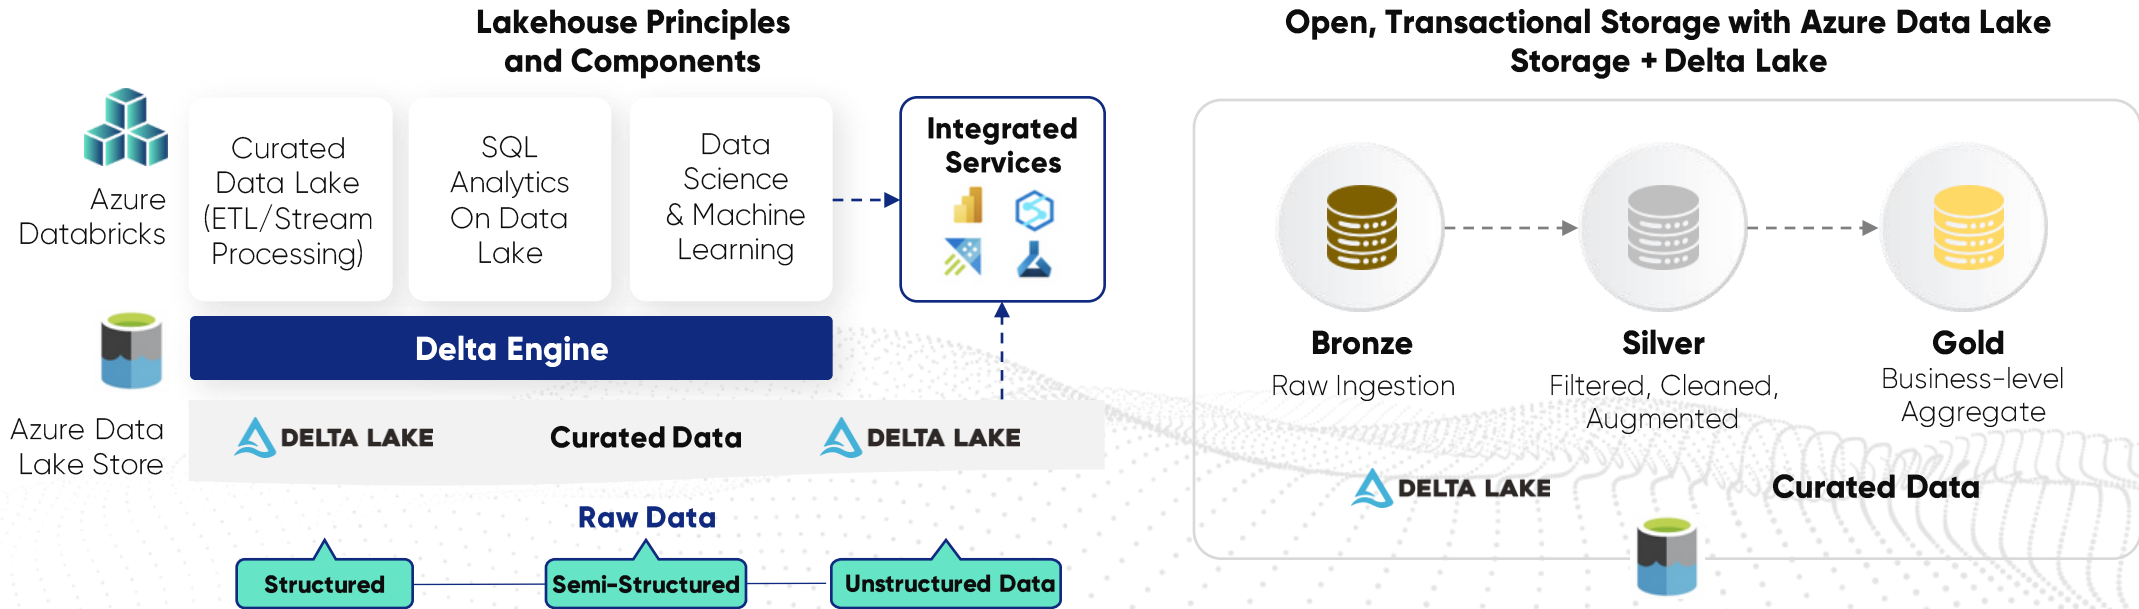 Lakehouse Principles
and Components
Azure
Databricks
Curated
Data Lake
(ETL/Stream
Processing)
SQL
Analytics
On Data
Lake
Data
Science
& Machine
Learning
Integrated
Services
Delta Engine
Azure Data
Lake Store
DELTA LAKE
Curated Data
DELTA LAKE
Raw Data
Structured
Semi-Structured
Unstructured Data
Open, Transactional Storage with Azure Data Lake
Storage + Delta Lake
Bronze
Raw Ingestion
Silver
Filtered, Cleaned,
Augmented
Gold
Business-level
Aggregate
DELTA LAKE
Curated Data